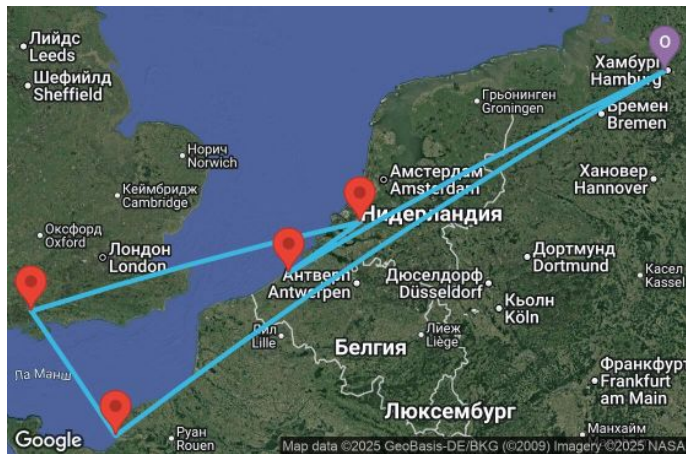 Лийдс
Leeds
Шефийлд
Sheffield
O
Хамбург
Hamburg
Грьонинген
Groningen
Бремен
Bremen
Норич
Norwich
Амстердам
Amsterdam
Хановер
Hannover
Кеймбридж
Cambridge
Нидерландия
Оксфорд
Oxford
Лондон
London
Дортмунд
Dortmund
Антверп
Antwerpen
Дюселдорф
Düsseldorf
Касел
Kassel
Кьолн
Köln
Лил
Lille
Лиеж
Liège
Белгия
Ла Манш
Франкфурт
Frankfurt
am Main
Люксембург
Руан
Rouen
Манхайм
Google
Map data ©2025 GeoBasis-DE/BKG (©2009) Imagery ©2025 NASA